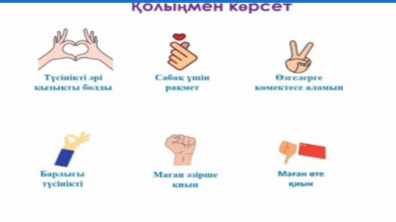 Қолыңмен көрсет
Түсінікті әрі
қызықты болды
Сабақ үшін
рақмет
Өзгелерге
көмектесе аламын
Барлығы
түсінікті
Маған әзірше
қиын
Маған өте
қиын